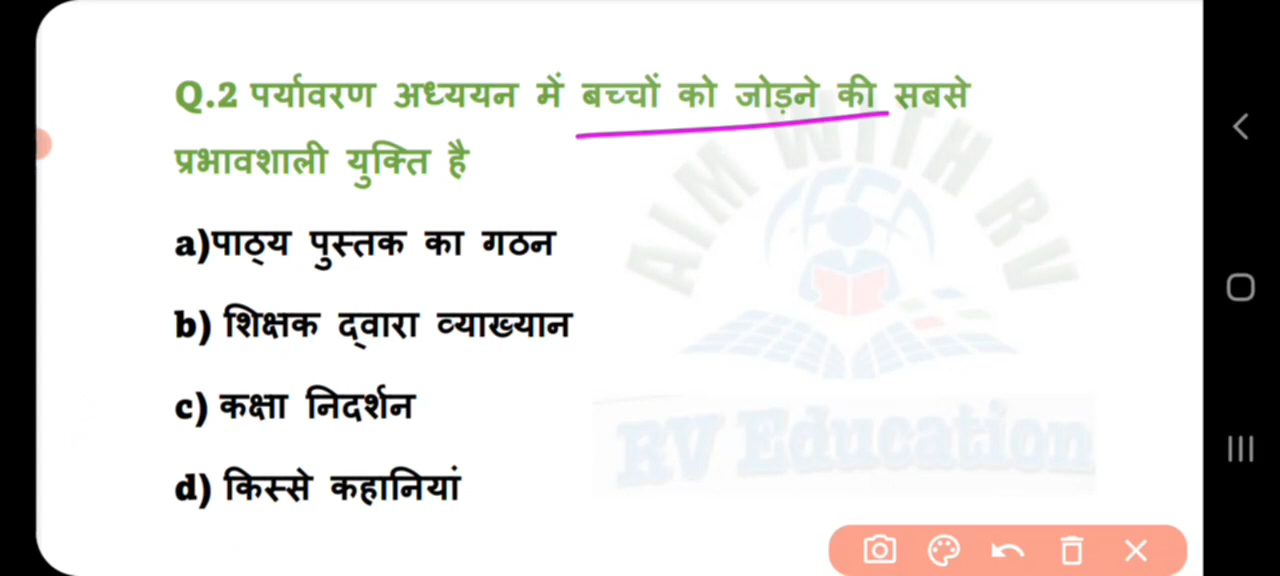 Q.2 पर्यावरण अध्ययन में बच्चों को जोड़ने की सबसे
प्रभावशाली युक्ति है
a)पाठ्य पुस्तक का गठन
b) शिक्षक द्वारा व्याख्यान
c) कक्षा निदर्शन
d) किस्से कहानियां
AIM WITH RV
RV Education